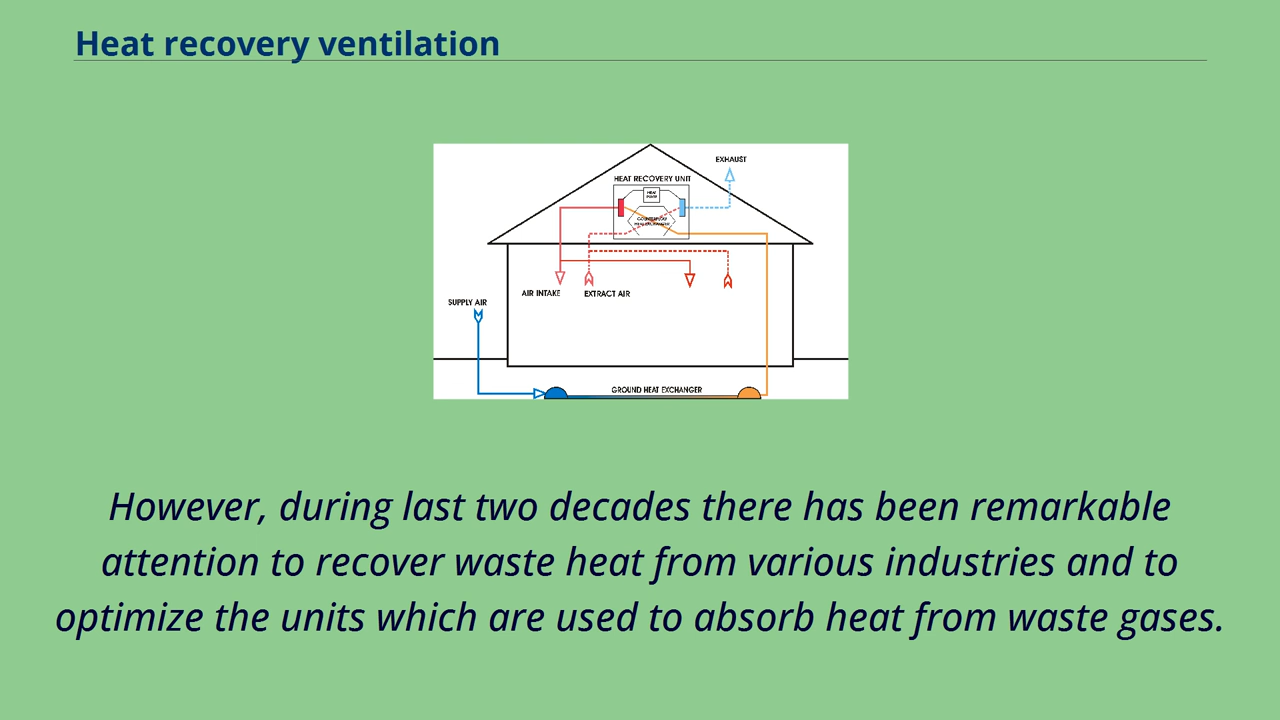 Heat recovery ventilation
EXHAUST
HEAT RECOVERY UNIT
HEAT
PUMP
AIR INTAKE
EXTRACT AIR
SUPPLY AIR
GROUND HEAT EXCHANGER
However, during last two decades there has been remarkable
attention to recover waste heat from various industries and to
optimize the units which are used to absorb heat from waste gases.